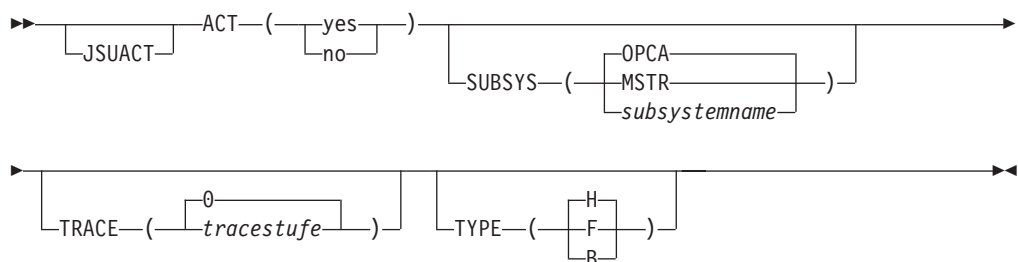 ACT ( yes )
JSUACT no
OPCA
SUBSYS ( MSTR )
subsystemname
0
TRACE ( tracestufe )
H
TYPE ( F )
B